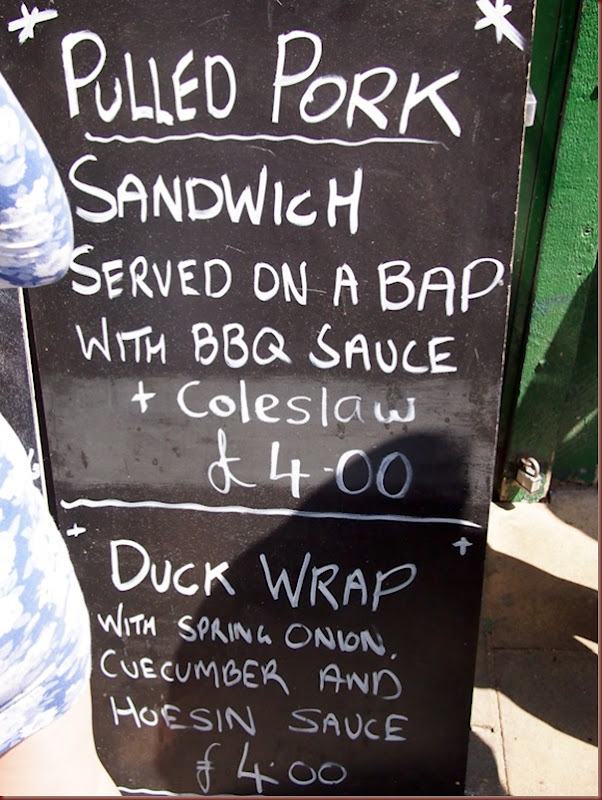 PULLED PORK
SANDWICH
SERVED ON A BAP
WITH BBQ SAUCE
+ Coleslaw
£4.00
DUCK WRAP
WITH SPRING ONION,
CUECUMBER AND
HOESIN SAUCE
£4.00